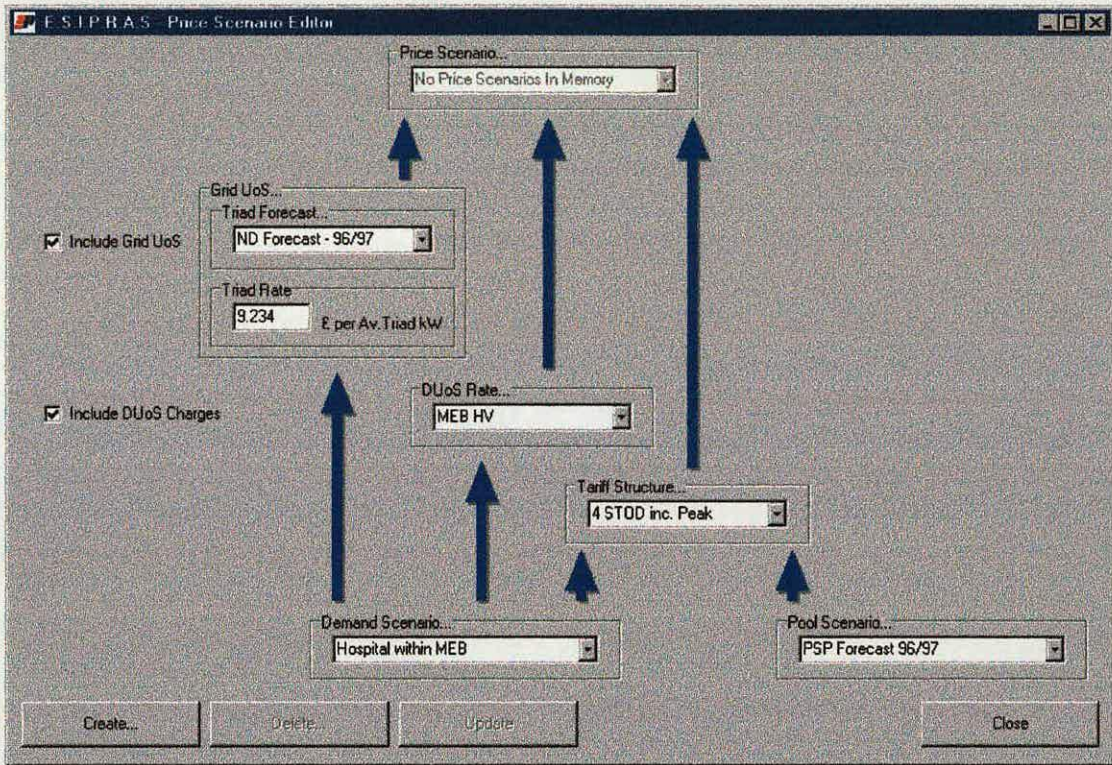 E.S.I.P.R.A.S - Price Scenario Editor
Price Scenario...
No Price Scenarios In Memory
Grid UoS...
Triad Forecast...
ND Forecast - 96/97
Include Grid UoS
Triad Rate
9.234
£ per Av.Triad kW
DUoS Rate...
MEB HV
Include DUoS Charges
Tariff Structure...
4 STOD inc. Peak
Demand Scenario...
Hospital within MEB
Pool Scenario...
PSP Forecast 96/97
Create...
Delete
Update
Close